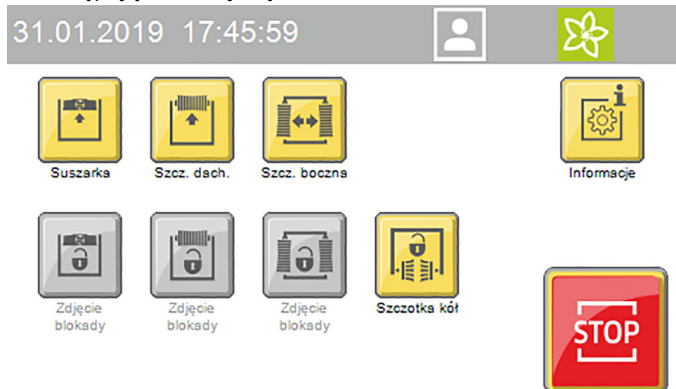 31.01.2019 17:45:59
Suszarka
Szcz. dach.
Szcz. boczna
Informacje
Zdjęcie
blokady
Zdjęcie
blokady
Zdjęcie
blokady
Szczotka kół
STOP